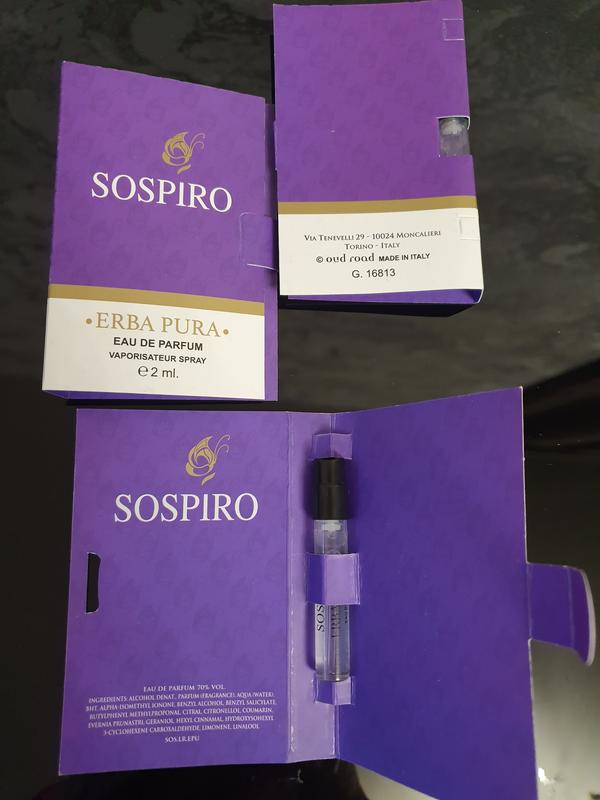 SOSPIRO
•ERBA PURA•
EAU DE PARFUM
VAPORISATEUR SPRAY
℮ 2 ml.
VIA TENEVELLI 29 - 10024 MONCALIERI
TORINO - ITALY
© oud road MADE IN ITALY
G. 16813
SOSPIRO
EAU DE PARFUM 70% VOL.
INGREDIENTS: ALCOHOL DENAT., PARFUM (FRAGRANCE), AQUA (WATER),
BHT, ALPHA-ISOMETHYL IONONE, BENZYL ALCOHOL, BENZYL SALICYLATE,
BUTYLPHENYL METHYLPROPIONAL, CITRAL, CITRONELLOL, COUMARIN,
EVERNIA PRUNASTRI, GERANIOL, HEXYL CINNAMAL, HYDROXYISOHEXYL
3-CYCLOHEXENE CARBOXALDEHYDE, LIMONENE, LINALOOL
SOS.I.R.EPU
SOS
ERBA